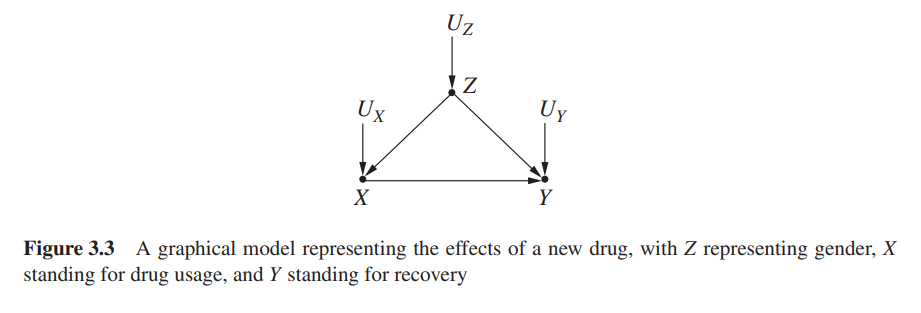 U_Z
Z
U_X
U_Y
X
Y
Figure 3.3 A graphical model representing the effects of a new drug, with Z representing gender, X
standing for drug usage, and Y standing for recovery